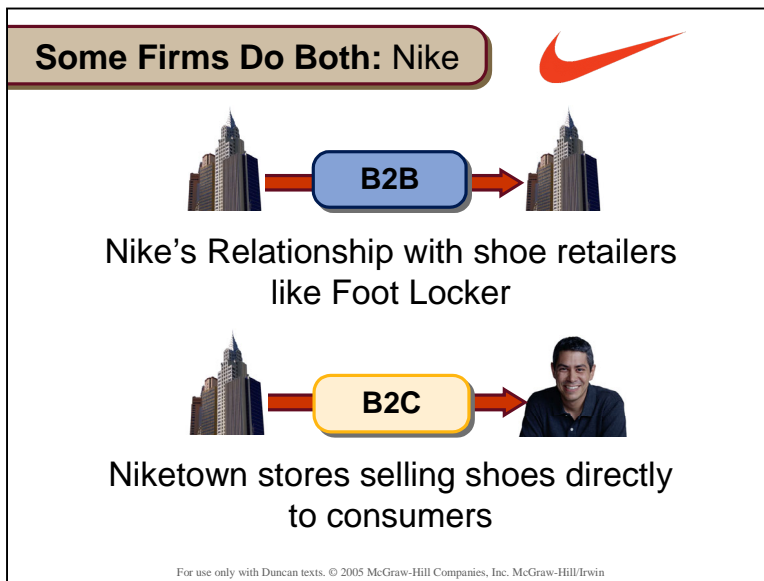 Some Firms Do Both: Nike
B2B
Nike's Relationship with shoe retailers
like Foot Locker
B2C
Niketown stores selling shoes directly
to consumers
For use only with Duncan texts. © 2005 McGraw-Hill Companies, Inc. McGraw-Hill/Irwin